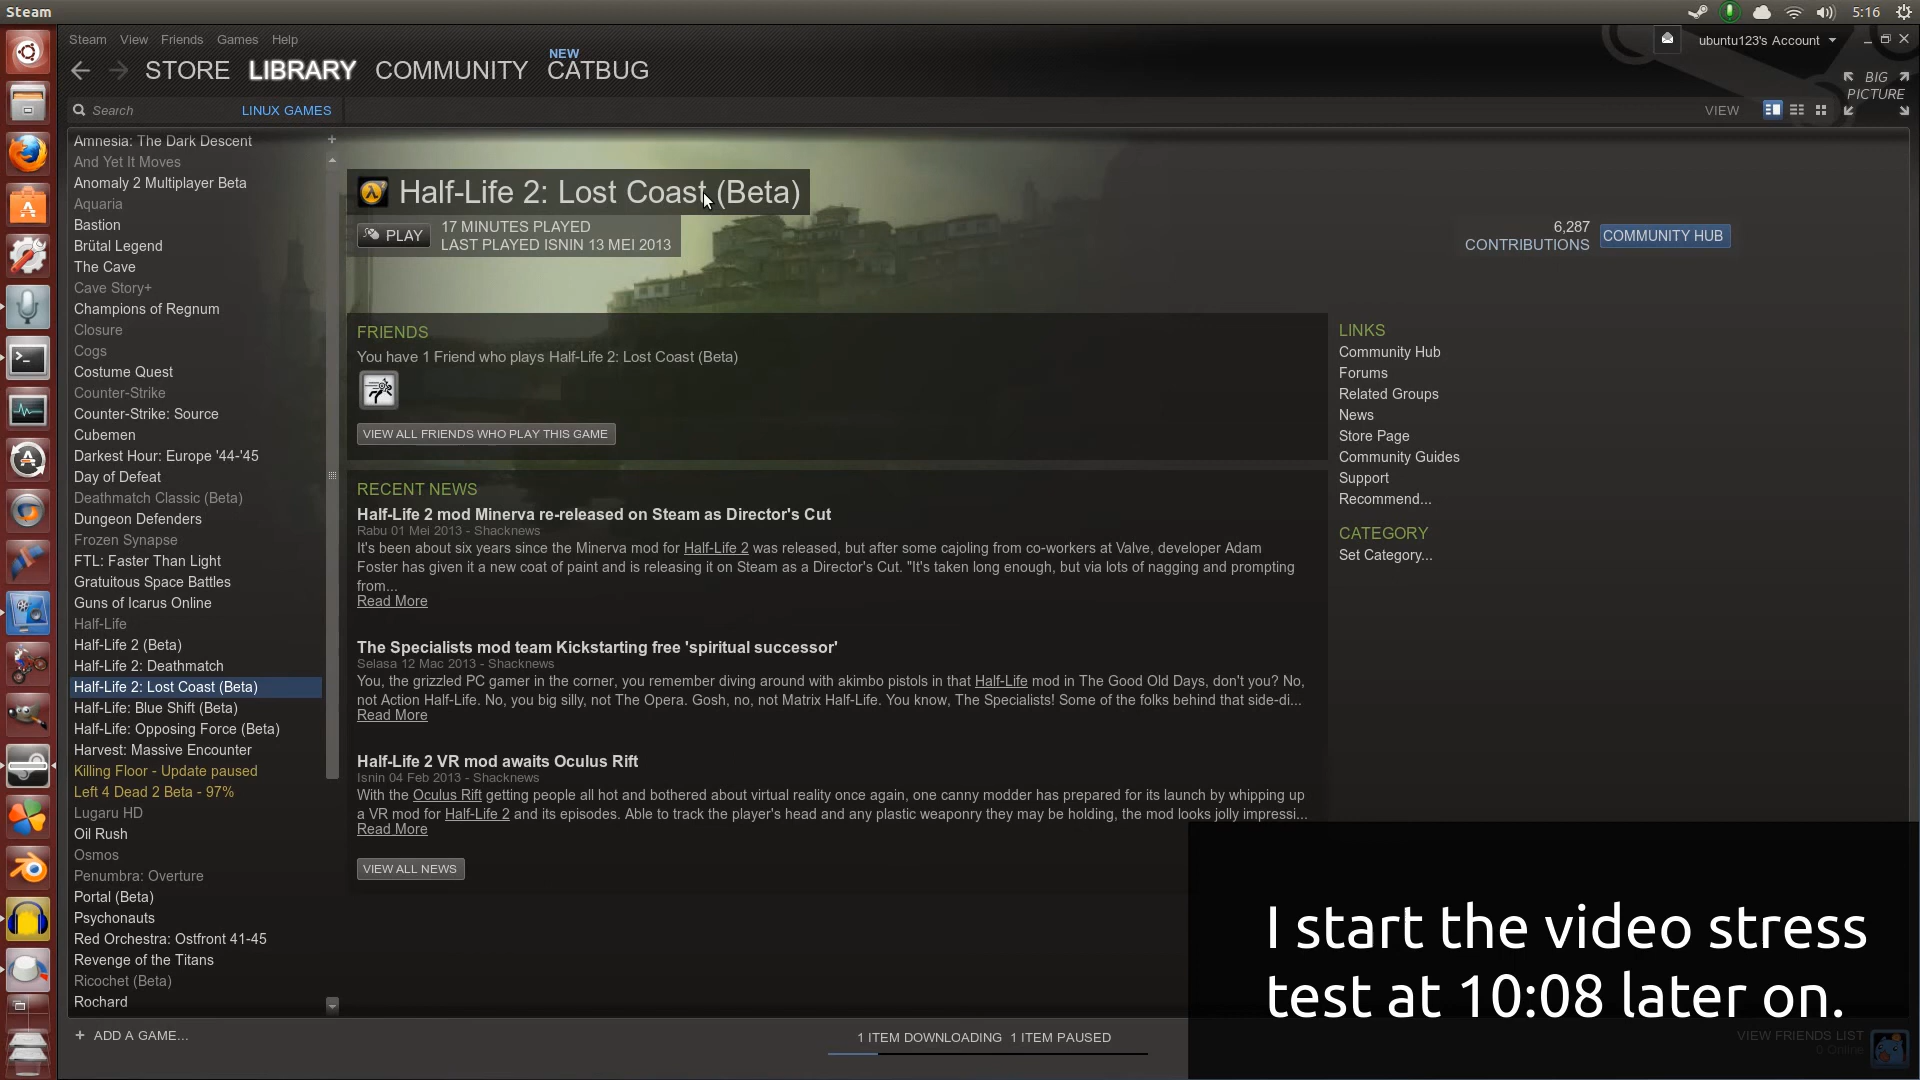 Steam
5:16
Steam View Friends Games Help
ubuntu123's Account
NEW
STORE LIBRARY COMMUNITY CATBUG
BIG
PICTURE
Search
LINUX GAMES
VIEW
Amnesia: The Dark Descent
And Yet It Moves
Anomaly 2 Multiplayer Beta
Aquaria
Bastion
Brütal Legend
The Cave
Cave Story+
Champions of Regnum
Closure
Cogs
Costume Quest
Counter-Strike
Counter-Strike: Source
Cubemen
Darkest Hour: Europe '44-'45
Day of Defeat
Deathmatch Classic (Beta)
Dungeon Defenders
Frozen Synapse
FTL: Faster Than Light
Gratuitous Space Battles
Guns of Icarus Online
Half-Life
Half-Life 2 (Beta)
Half-Life 2: Deathmatch
Half-Life 2: Lost Coast (Beta)
Half-Life: Blue Shift (Beta)
Half-Life: Opposing Force (Beta)
Harvest: Massive Encounter
Killing Floor - Update paused
Left 4 Dead 2 Beta - 97%
Lugaru HD
Oil Rush
Osmos
Penumbra: Overture
Portal (Beta)
Psychonauts
Red Orchestra: Ostfront 41-45
Revenge of the Titans
Ricochet (Beta)
Rochard
+ ADD A GAME...
Half-Life 2: Lost Coast (Beta)
PLAY
17 MINUTES PLAYED
LAST PLAYED ISNIN 13 MEI 2013
6,287
CONTRIBUTIONS
COMMUNITY HUB
FRIENDS
You have 1 Friend who plays Half-Life 2: Lost Coast (Beta)
VIEW ALL FRIENDS WHO PLAY THIS GAME
RECENT NEWS
Half-Life 2 mod Minerva re-released on Steam as Director's Cut
Rabu 01 Mei 2013 - Shacknews
It's been about six years since the Minerva mod for Half-Life 2 was released, but after some cajoling from co-workers at Valve, developer Adam
Foster has given it a new coat of paint and is releasing it on Steam as a Director's Cut. "It's taken long enough, but via lots of nagging and prompting
from...
Read More
The Specialists mod team Kickstarting free 'spiritual successor'
Selasa 12 Mac 2013 - Shacknews
You, the grizzled PC gamer in the corner, you remember diving around with akimbo pistols in that Half-Life mod in The Good Old Days, don't you? No,
not Action Half-Life. No, you big silly, not The Opera. Gosh, no, not Matrix Half-Life. You know, The Specialists! Some of the folks behind that side-di...
Read More
Half-Life 2 VR mod awaits Oculus Rift
Isnin 04 Feb 2013 - Shacknews
With the Oculus Rift getting people all hot and bothered about virtual reality once again, one canny modder has prepared for its launch by whipping up
a VR mod for Half-Life 2 and its episodes. Able to track the player's head and any plastic weaponry they may be holding, the mod looks jolly impressi...
Read More
VIEW ALL NEWS
LINKS
Community Hub
Forums
Related Groups
News
Store Page
Community Guides
Support
Recommend...
CATEGORY
Set Category...
1 ITEM DOWNLOADING 1 ITEM PAUSED
I start the video stress
test at 10:08 later on.
VIEW FRIENDS LIST
0 Online